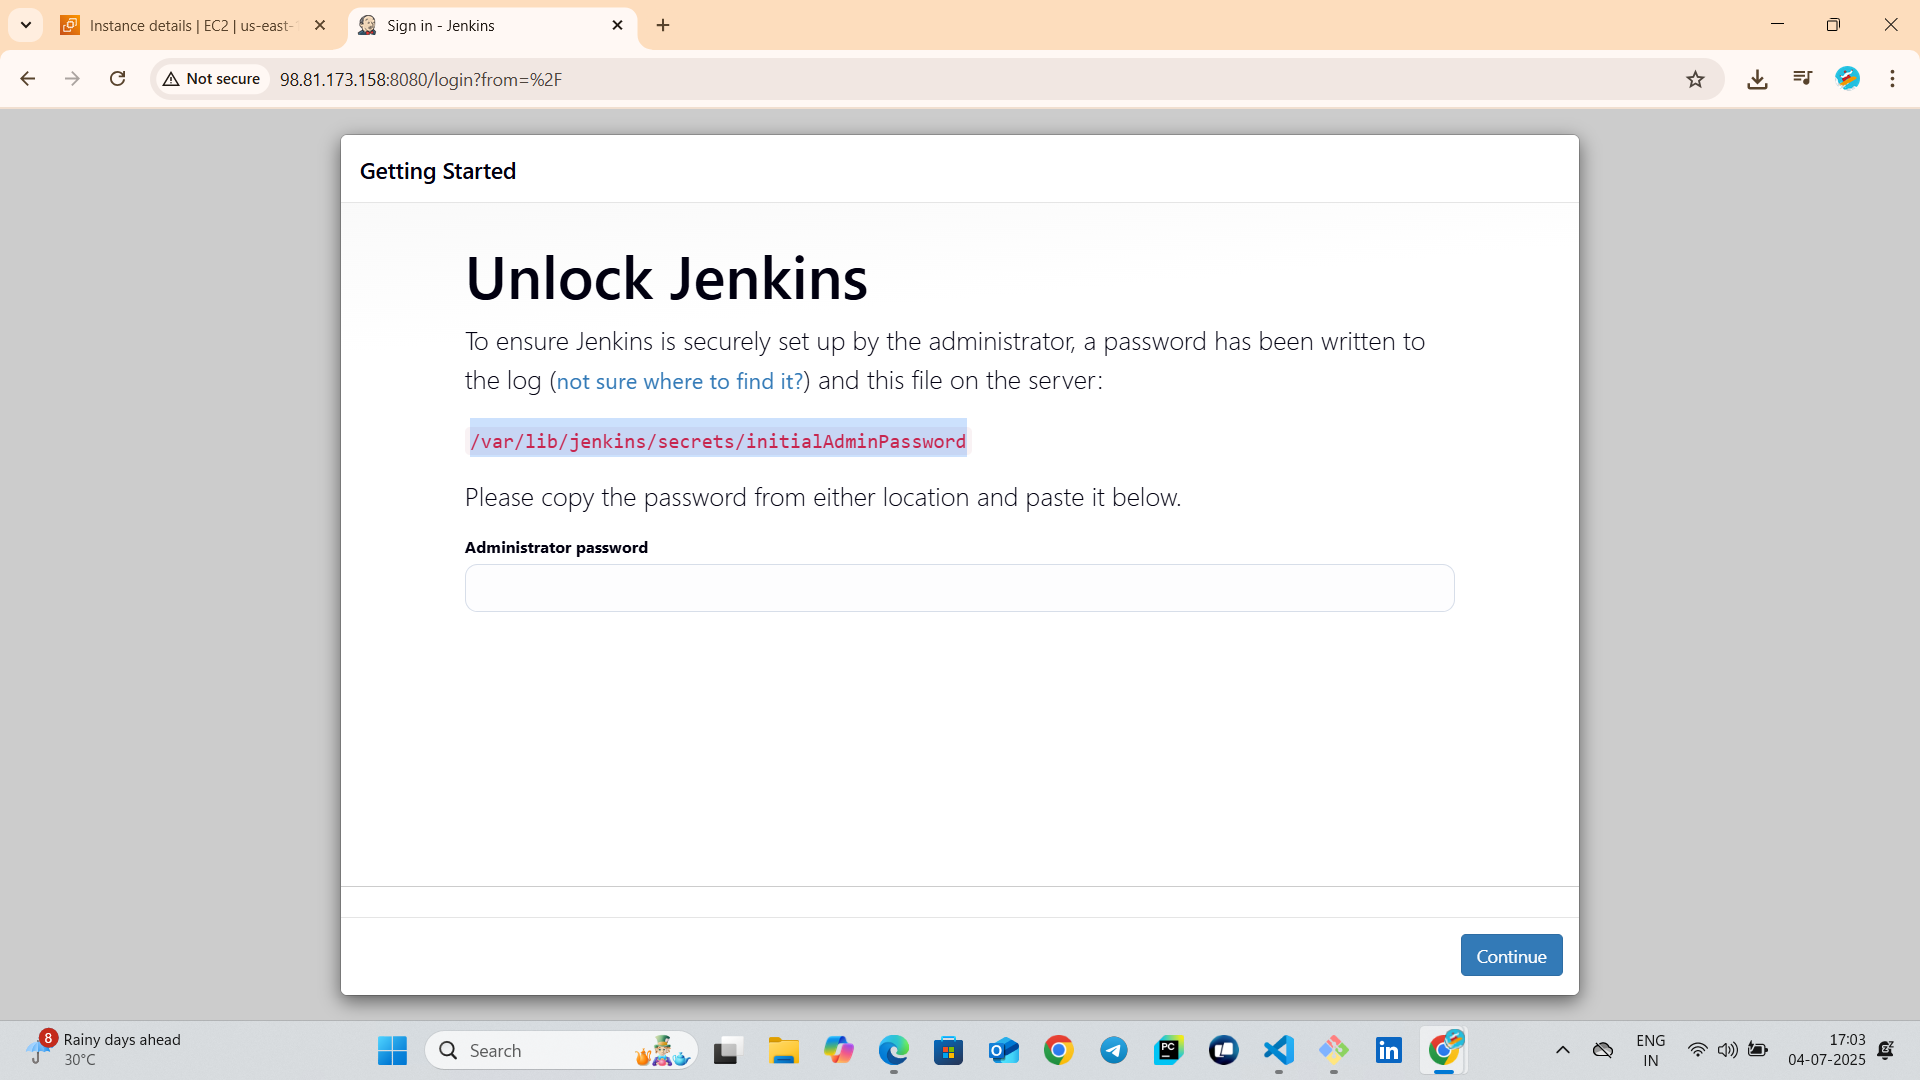 Instance details | EC2 | us-east-
Sign in - Jenkins
Not secure
98.81.173.158:8080/login?from=%2F
Getting Started
Unlock Jenkins
To ensure Jenkins is securely set up by the administrator, a password has been written to
the log (not sure where to find it?) and this file on the server:
/var/lib/jenkins/secrets/initialAdminPassword
Please copy the password from either location and paste it below.
Administrator password
Continue
8
Rainy days ahead
30°C
Search
PC
in
ENG
IN
17:03
04-07-2025